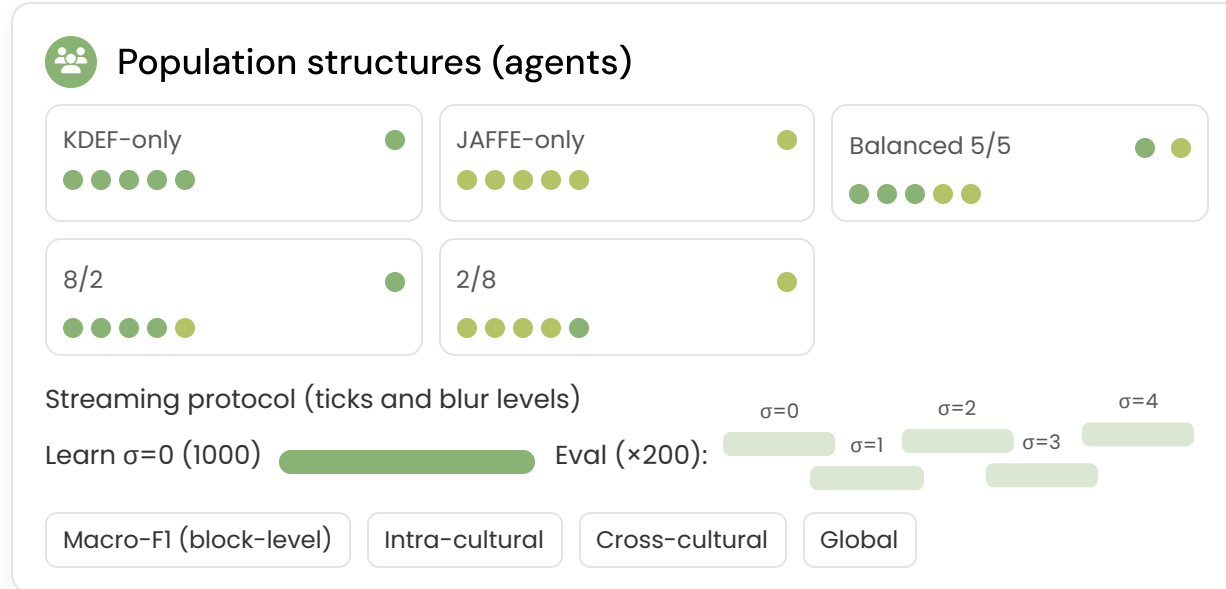 Population structures (agents)
KDEF-only
JAFFE-only
Balanced 5/5
8/2
2/8
Streaming protocol (ticks and blur levels)
Learn σ=0 (1000)
Eval (×200):
σ=0
σ=1
σ=2
σ=3
σ=4
Macro-F1 (block-level)
Intra-cultural
Cross-cultural
Global